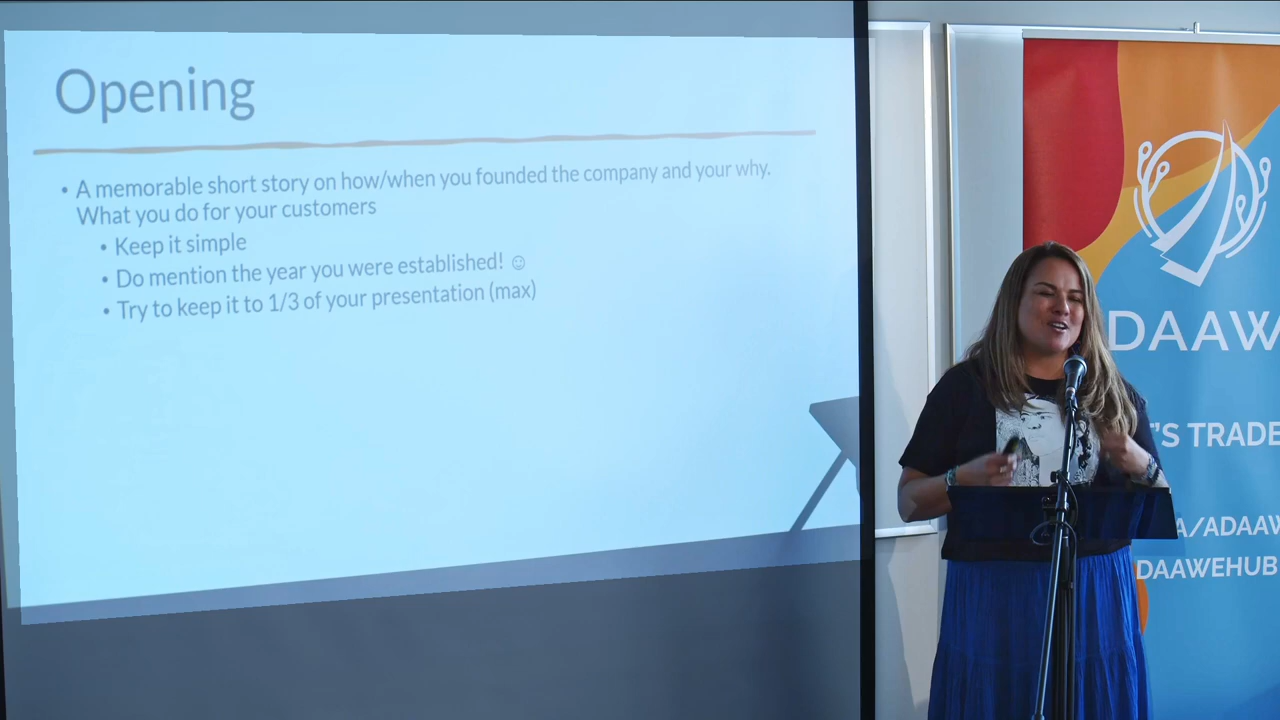 Opening
• A memorable short story on how/when you founded the company and your why.
What you do for your customers
• Keep it simple
• Do mention the year you were established! ☺
• Try to keep it to 1/3 of your presentation (max)
DAAW
'S TRADE
A/ADAAW
DAAWEHUB